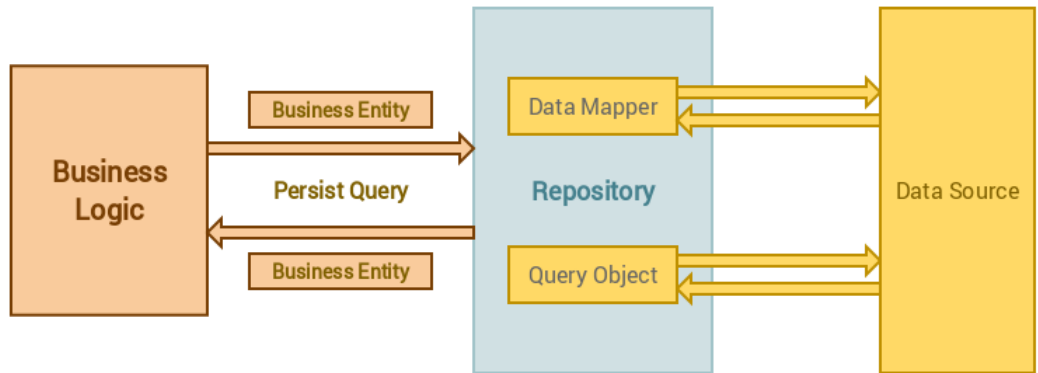 Business
Logic
Business Entity
Persist Query
Business Entity
Data Mapper
Repository
Query Object
Data Source